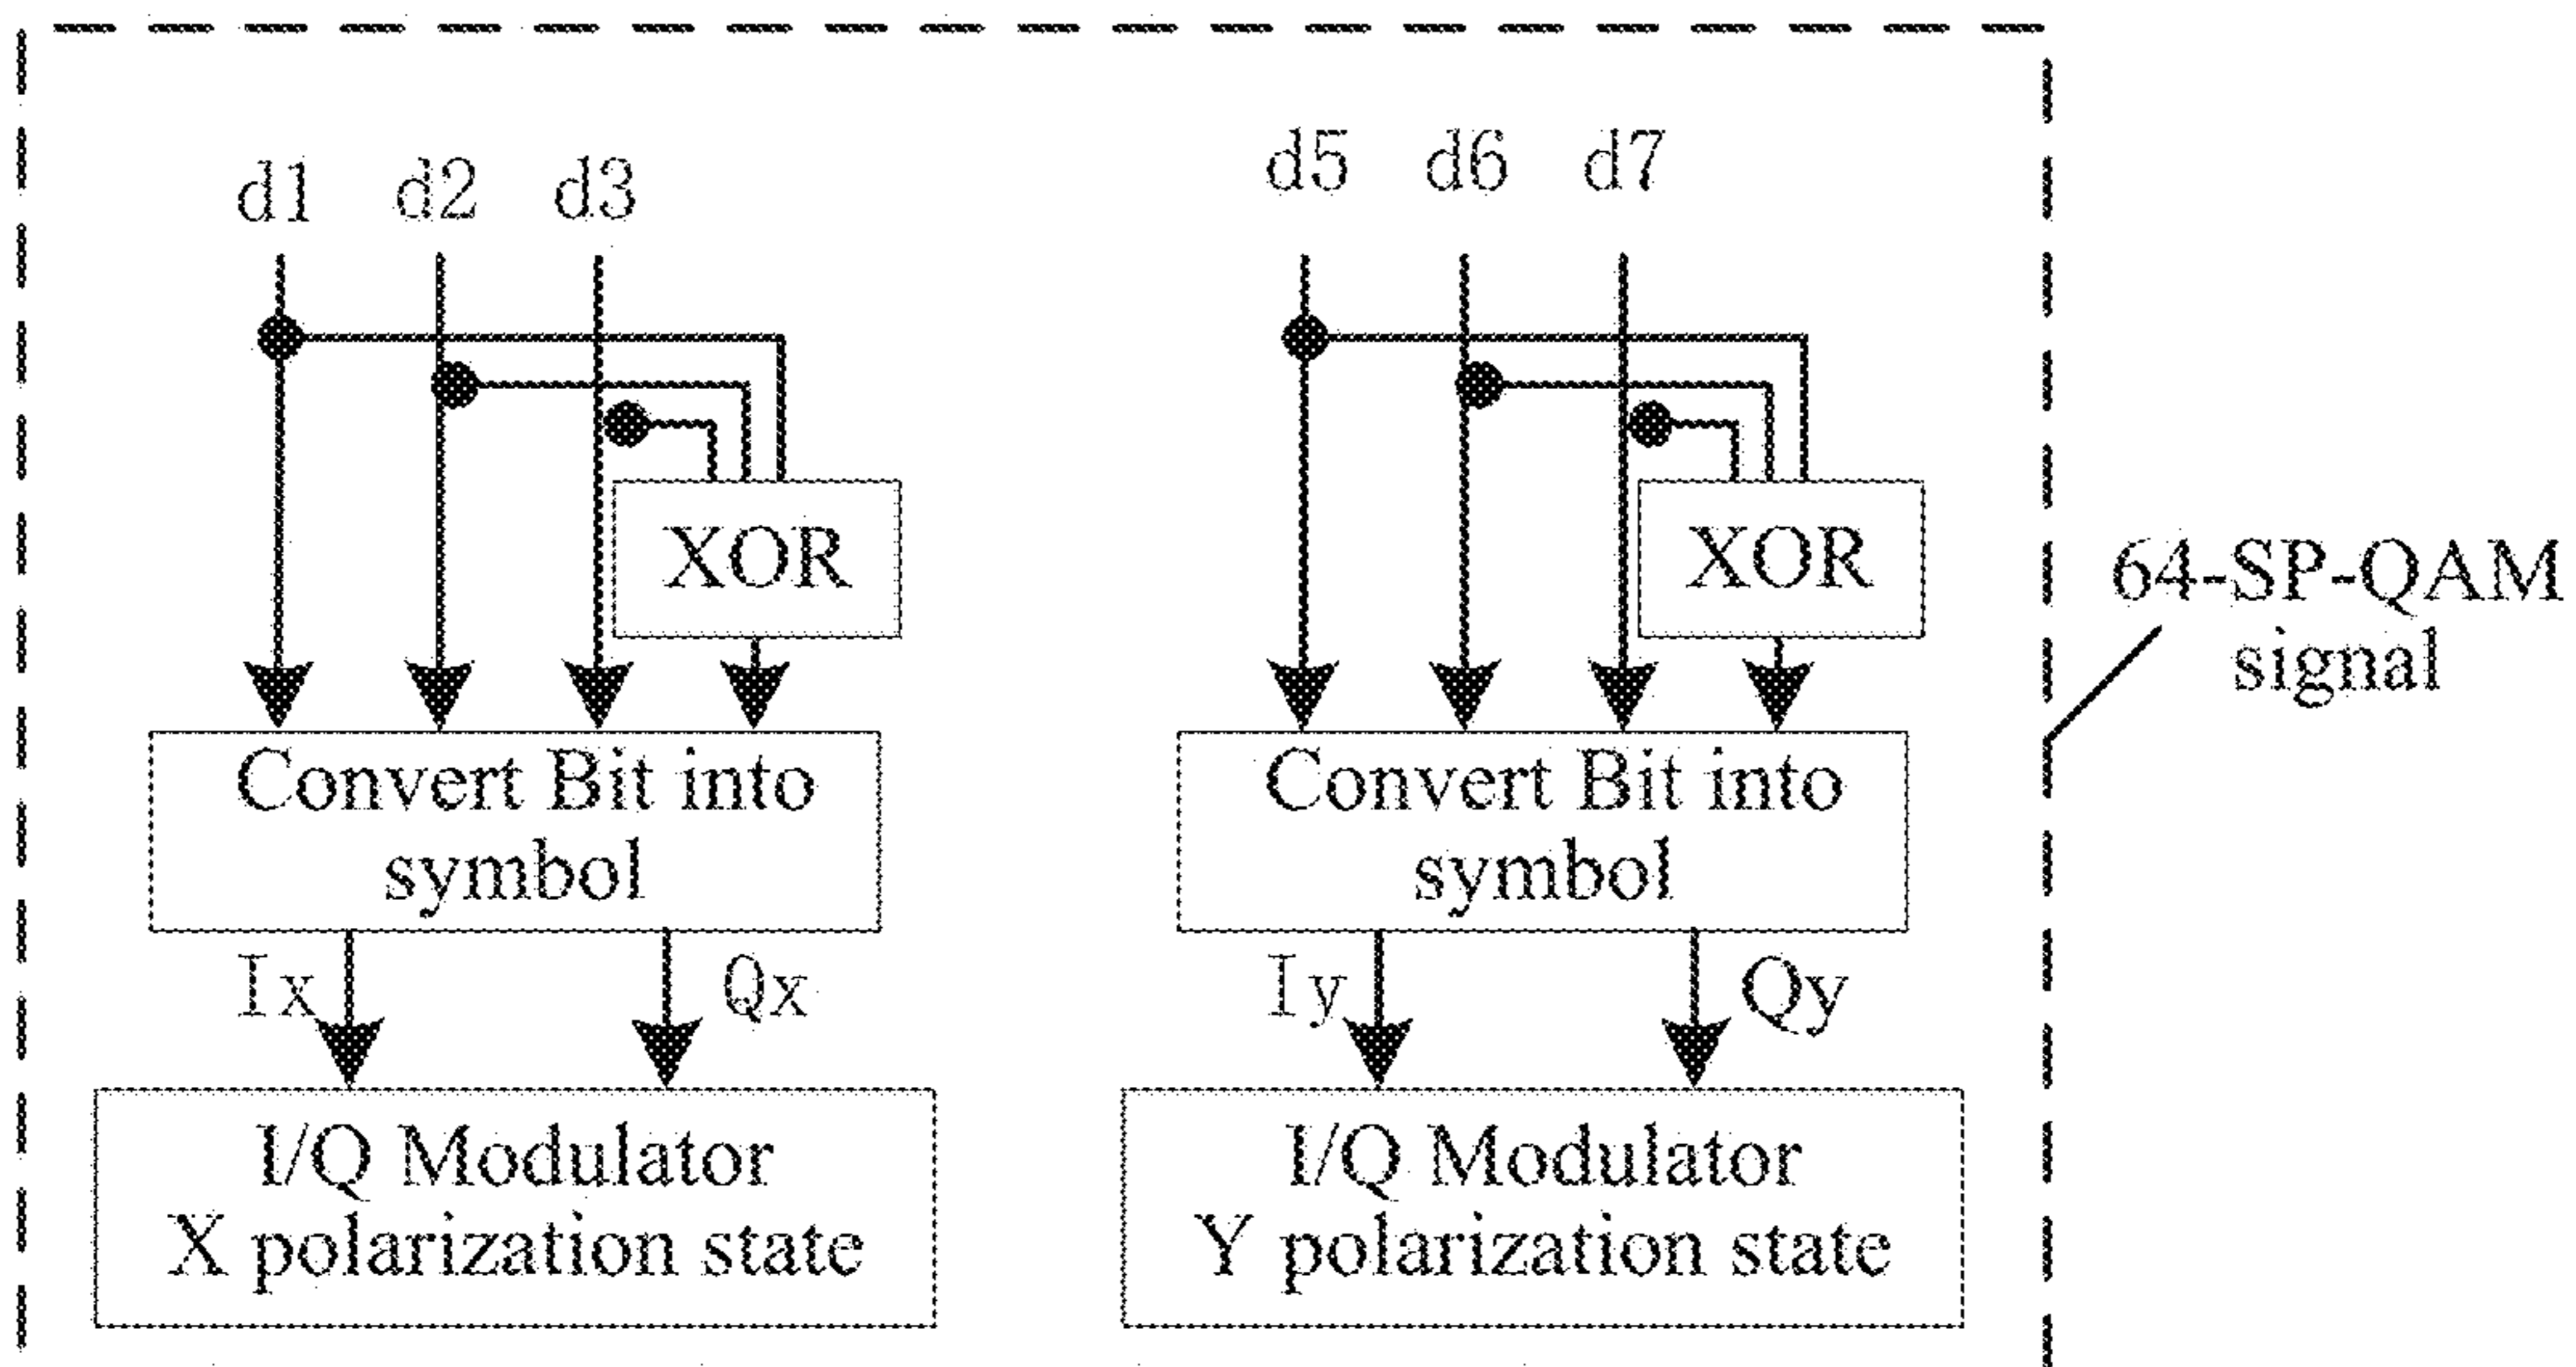 d1 d2 d3
d5 d6 d7
XOR
XOR
64-SP-QAM
signal
Convert Bit into
symbol
Convert Bit into
symbol
Ix Qx
Iy Qy
I/Q Modulator
X polarization state
I/Q Modulator
Y polarization state